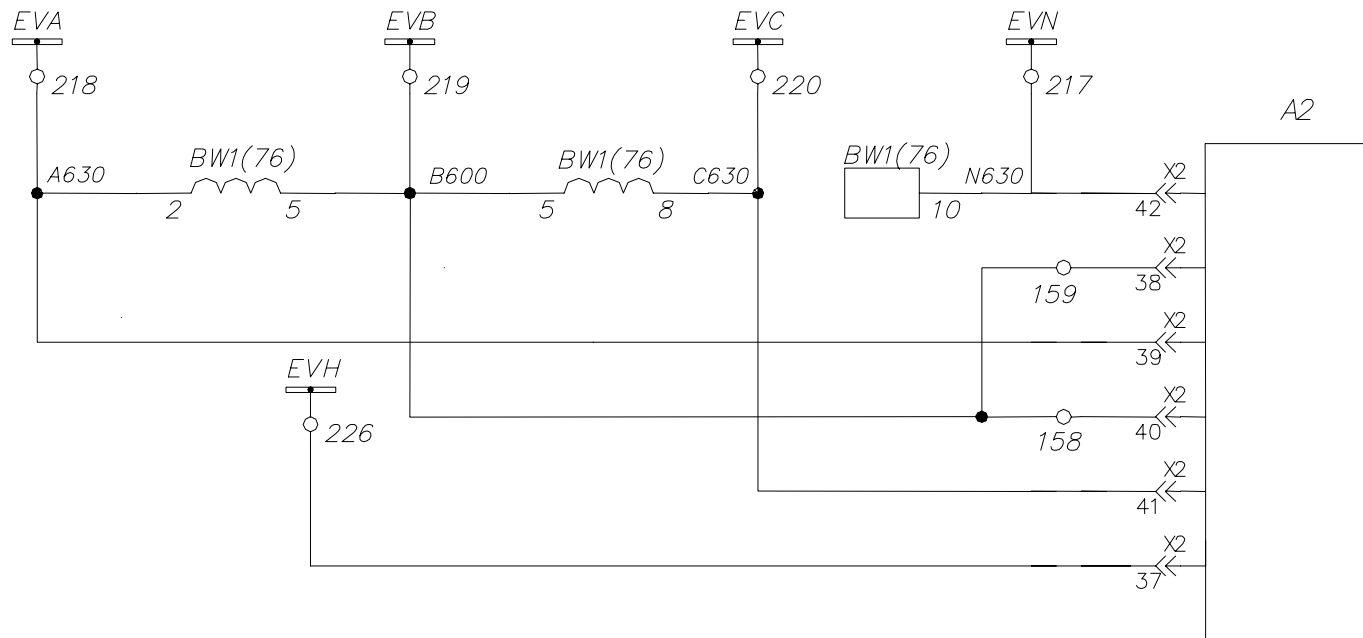 EVA EVB EVC EVN
218 219 220 217
A2
BW1(76) BW1(76) BW1(76)
A630 B600 C630 N630 X2
2 5 5 8 10 42
X2
159 38
X2
39
EVH
X2
226 158 40
X2
41
X2
37